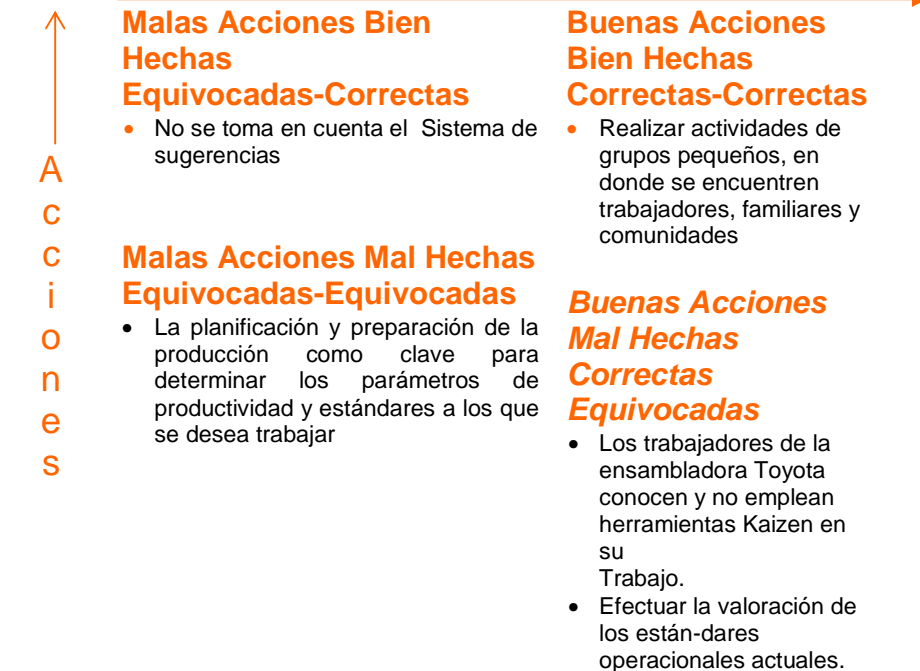 Acciones
Malas Acciones Bien
Hechas
Equivocadas-Correctas
• No se toma en cuenta el Sistema de
sugerencias
Malas Acciones Mal Hechas
Equivocadas-Equivocadas
• La planificación y preparación de la
producción como clave para
determinar los parámetros de
productividad y estándares a los que
se desea trabajar
Buenas Acciones
Bien Hechas
Correctas-Correctas
• Realizar actividades de
grupos pequeños, en
donde se encuentren
trabajadores, familiares y
comunidades
Buenas Acciones
Mal Hechas
Correctas
Equivocadas
• Los trabajadores de la
ensambladora Toyota
conocen y no emplean
herramientas Kaizen en
su
Trabajo.
• Efectuar la valoración de
los están-dares
operacionales actuales.